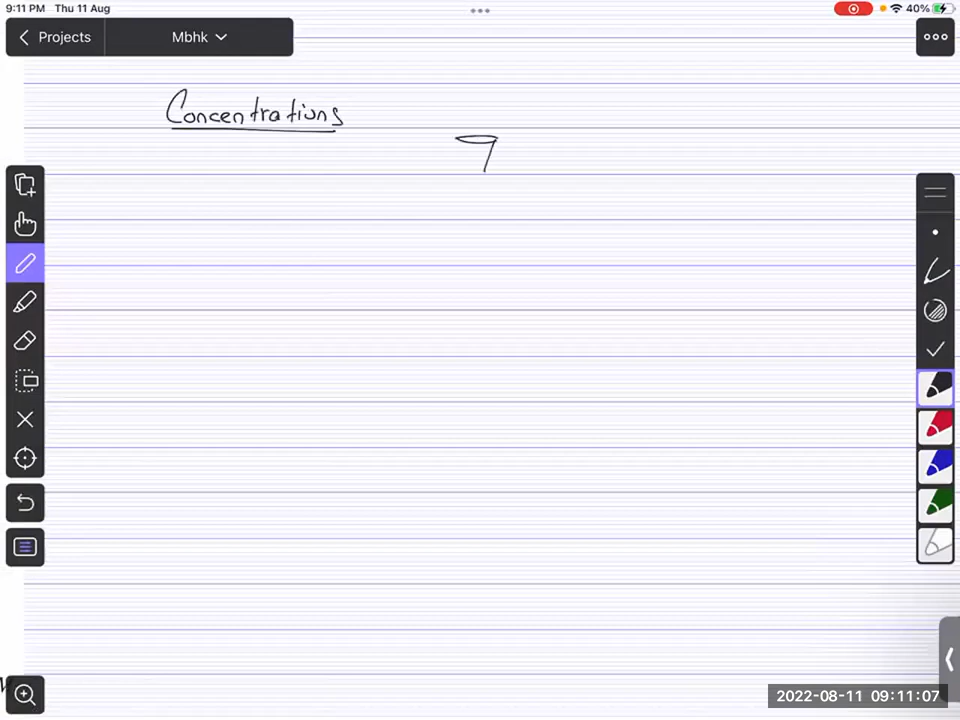 9:11 PM Thu 11 Aug
40%
Projects
Mbhk
Concentrations
2022-08-11 09:11:07